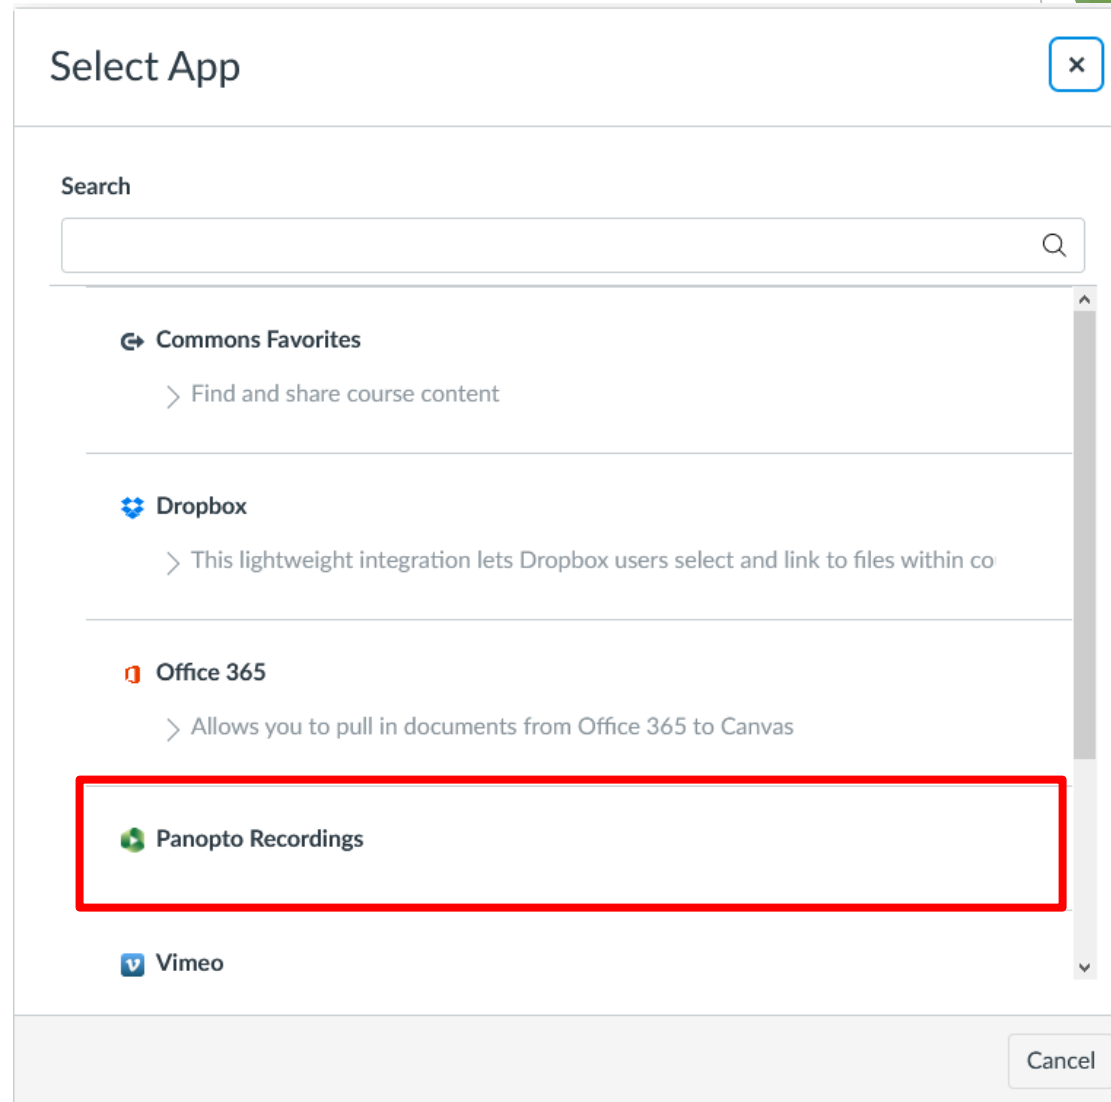 Select App
Search
Commons Favorites
Find and share course content
Dropbox
This lightweight integration lets Dropbox users select and link to files within co
Office 365
Allows you to pull in documents from Office 365 to Canvas
Panopto Recordings
Vimeo
Cancel